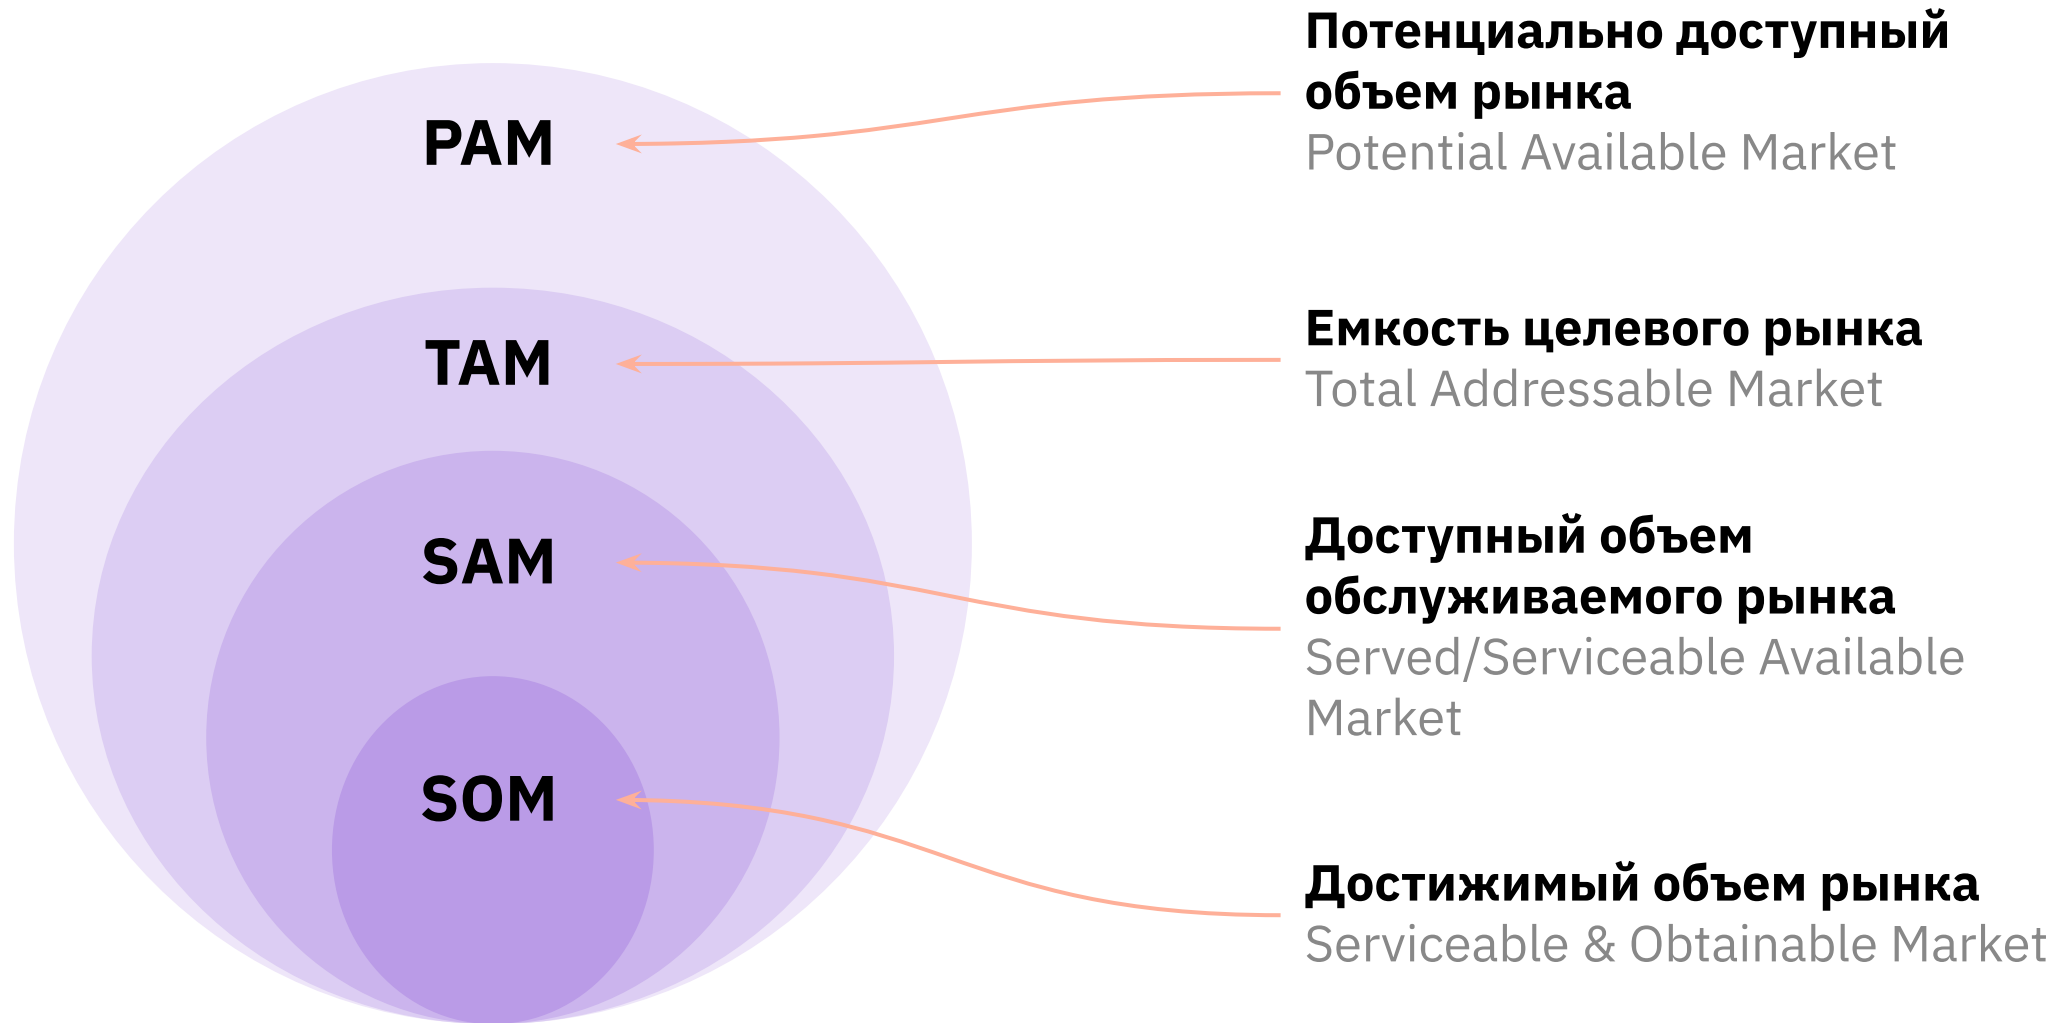 PAM
Потенциально доступный
объем рынка
Potential Available Market
TAM
Емкость целевого рынка
Total Addressable Market
SAM
Доступный объем
обслуживаемого рынка
Served/Serviceable Available
Market
SOM
Достижимый объем рынка
Serviceable & Obtainable Market